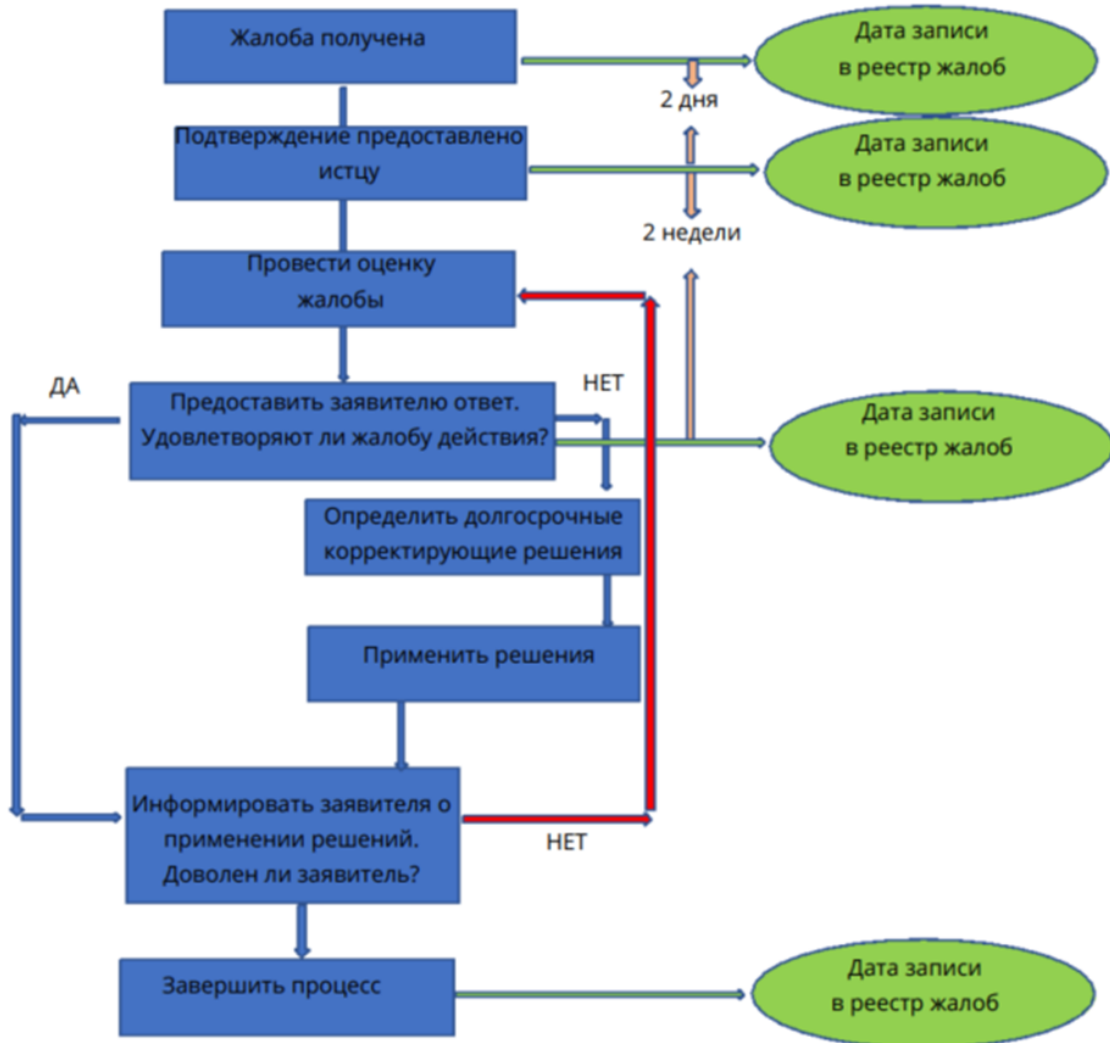 Жалоба получена
Дата записи
в реестр жалоб
2 дня
Подтверждение предоставлено
истцу
Дата записи
в реестр жалоб
2 недели
Провести оценку
жалобы
ДА
НЕТ
Предоставить заявителю ответ.
Удовлетворяют ли жалобу действия?
Дата записи
в реестр жалоб
Определить долгосрочные
корректирующие решения
Применить решения
Информировать заявителя о
применении решений.
Доволен ли заявитель?
НЕТ
Завершить процесс
Дата записи
в реестр жалоб